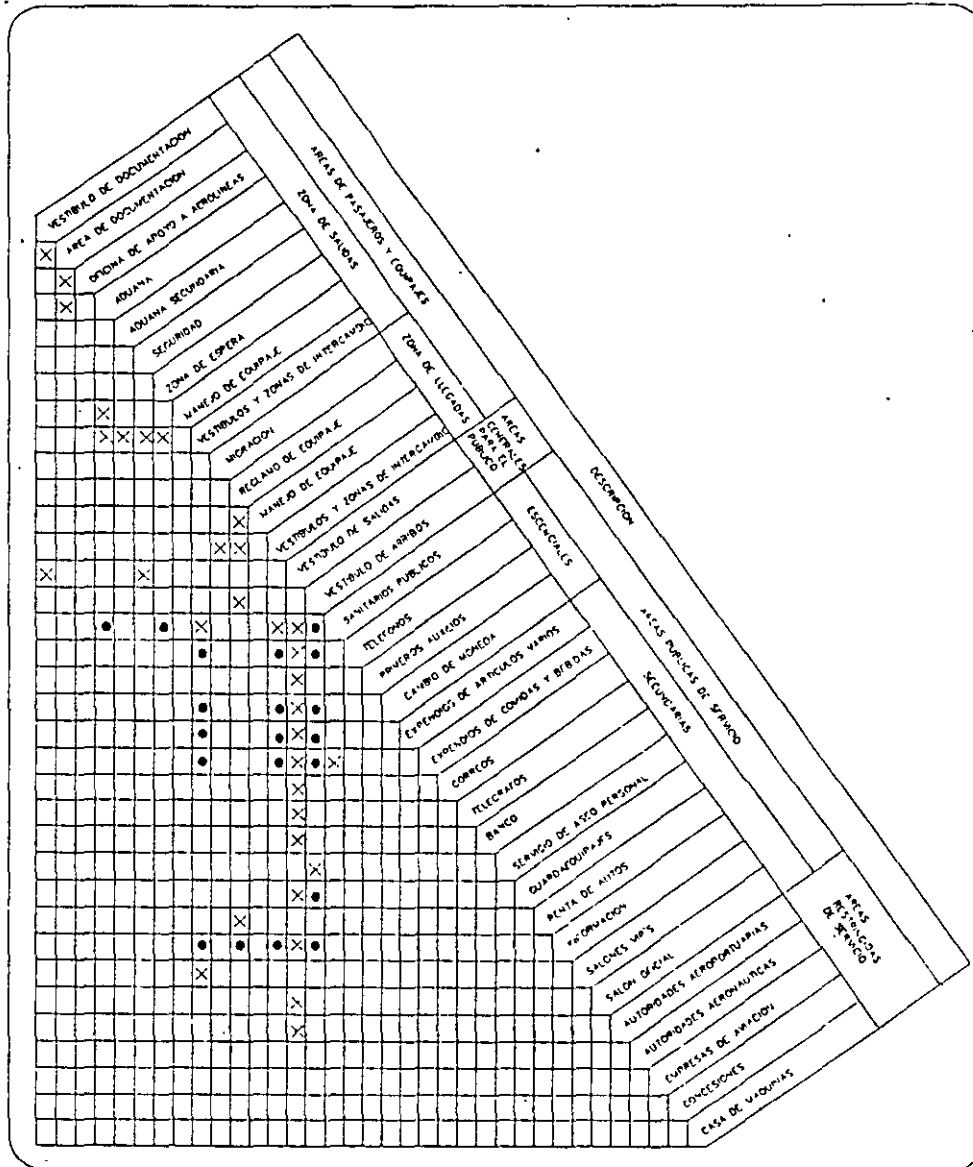 VESTIBULO DE DOCUMENTACION
AREA DE DOCUMENTACION
OFICINA DE APOYO A AEROLINEAS
ADUANA
ADUANA SECUNDARIA
SEGURIDAD
ZONA DE ESPERA
MANEJO DE EQUIPAJE
VESTIBULOS Y ZONAS DE INTERCAMBIO
MIGRACION
RECLAMO DE EQUIPAJE
MANEJO DE EQUIPAJE
VESTIBULOS Y ZONAS DE INTERCAMBIO
VESTIBULO DE SALIDAS
VESTIBULO DE ARRIBOS
SANITARIOS PUBLICOS
TELEFONOS
PRIMEROS AUXILIOS
CAMBIO DE MONEDA
EXPENDIOS DE ARTICULOS VARIOS
EXPENDIOS DE COMIDAS Y BEBIDAS
CORREOS
TELEGRAFOS
BANCO
SERVICIO DE ASEO PERSONAL
GUARDAEQUIPAJES
RENTA DE AUTOS
INFORMACION
SALONES VIP'S
SALON OFICIAL
AUTORIDADES AEROPORTUARIAS
AUTORIDADES AERONAUTICAS
EMPRESAS DE AVIACION
CONCESIONES
CASA DE MAQUINAS
ZONA DE SALIDAS
ZONA DE LLEGADAS
AREAS
CENTRALES
PARA EL
PUBLICO
ESCENCIALES
SECUNDARIAS
AREAS
RESTRINGIDAS
DE SERVICIO
AREAS DE PASAJEROS Y EQUIPAJES
AREAS PUBLICAS DE SERVICIO
DESCRIPCION